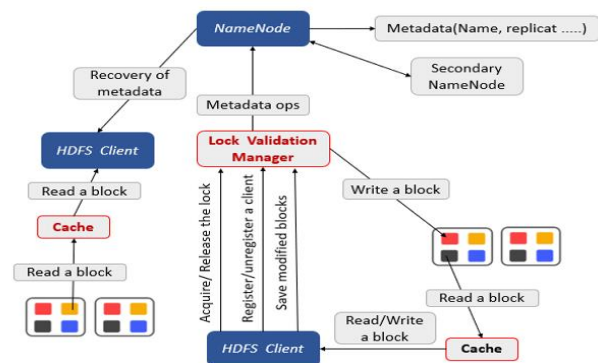 NameNode
Metadata(Name, replicat .....)
Recovery of
metadata
Secondary
NameNode
Metadata ops
HDFS Client
Lock Validation
Manager
Read a block
Write a block
Cache
Acquire/ Release the lock
Register/unregister a client
Save modified blocks
Read a block
Read a block
Read/Write
a block
HDFS Client
Cache